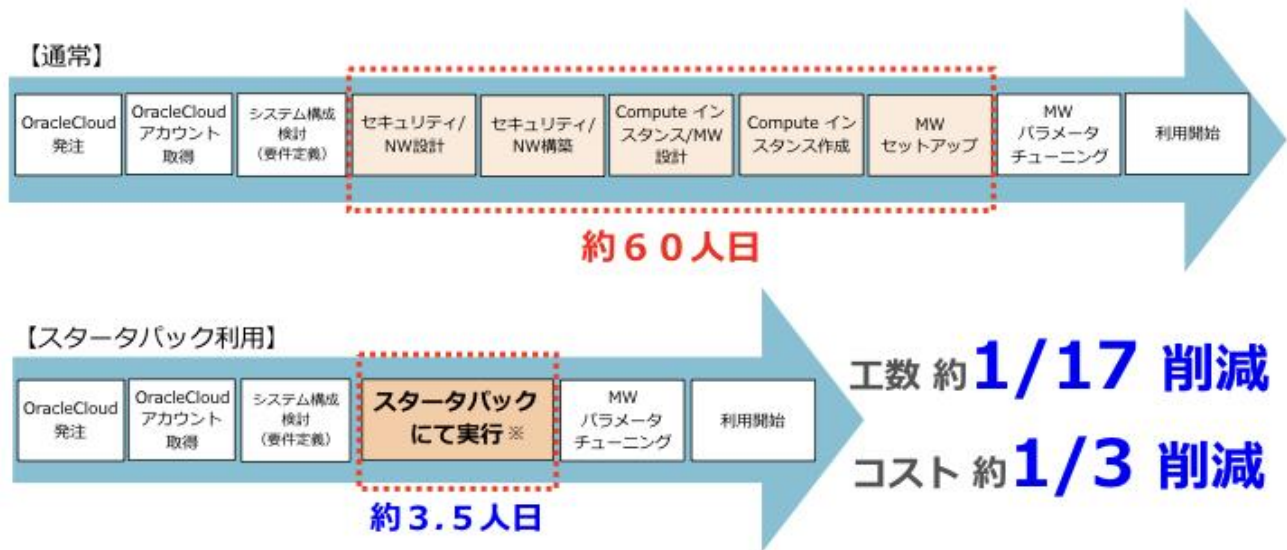 【通常】
OracleCloud
発注
OracleCloud
アカウント
取得
システム構成
検討
（要件定義）
セキュリティ/
NW設計
セキュリティ/
NW構築
Compute イン
スタンス/MW
設計
Compute イン
スタンス作成
MW
セットアップ
MW
パラメータ
チューニング
利用開始
約６０人日
【スタータパック利用】
OracleCloud
発注
OracleCloud
アカウント
取得
システム構成
検討
（要件定義）
スタータパック
にて実行※
MW
パラメータ
チューニング
利用開始
約３.５人日
工数 約1/17 削減
コスト 約1/3 削減